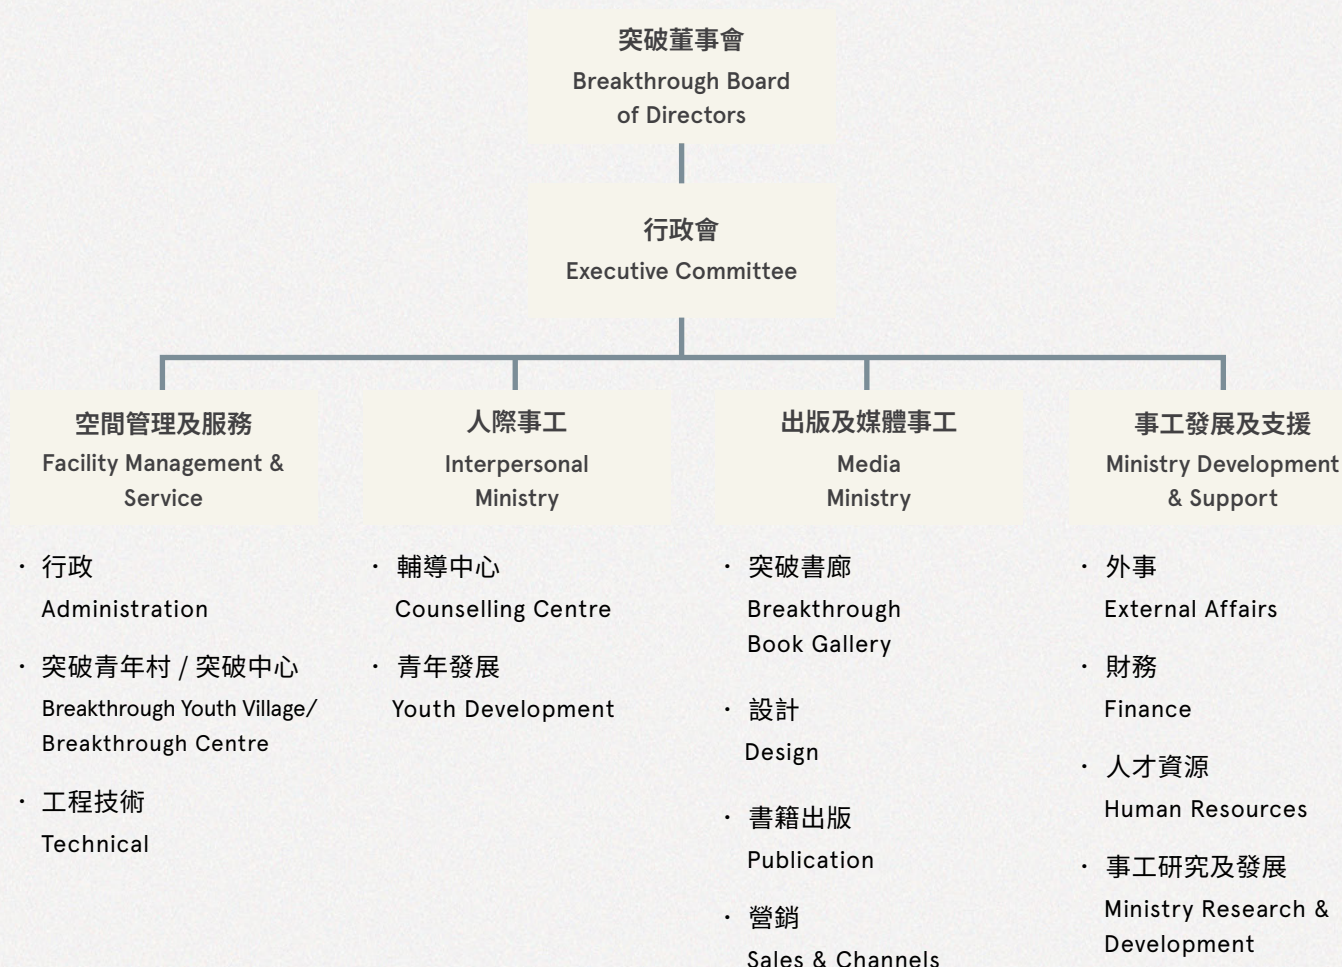 突破董事會
Breakthrough Board
of Directors
行政會
Executive Committee
空間管理及服務
Facility Management &
Service
· 行政
Administration
· 突破青年村 / 突破中心
Breakthrough Youth Village/
Breakthrough Centre
· 工程技術
Technical
人際事工
Interpersonal
Ministry
· 輔導中心
Counselling Centre
· 青年發展
Youth Development
出版及媒體事工
Media
Ministry
· 突破書廊
Breakthrough
Book Gallery
· 設計
Design
· 書籍出版
Publication
· 營銷
Sales & Channels
事工發展及支援
Ministry Development
& Support
· 外事
External Affairs
· 財務
Finance
· 人才資源
Human Resources
· 事工研究及發展
Ministry Research &
Development